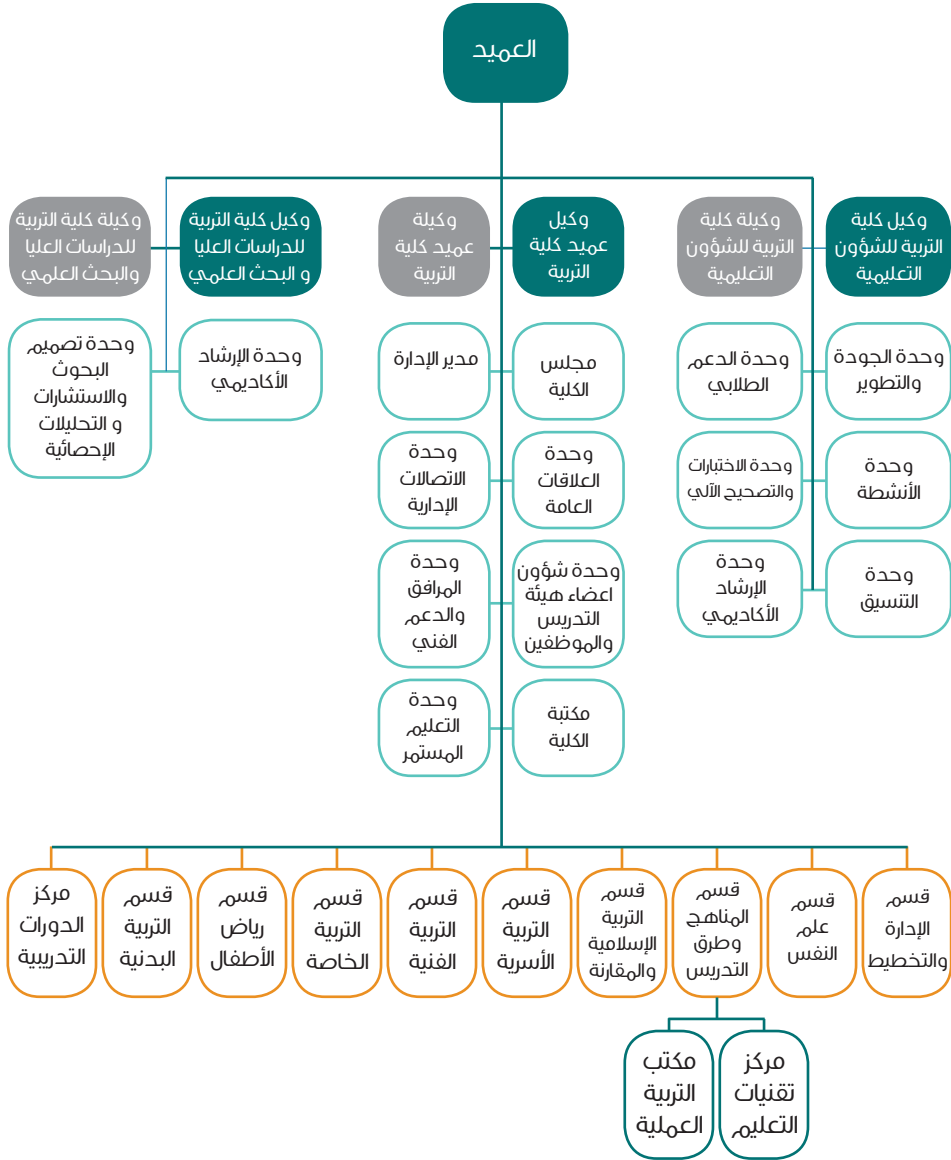 العميد
وكيل كلية
التربية للشؤون
التعليمية
وكيلة كلية
التربية للشؤون
التعليمية
وكيل
عميد كلية
التربية
وكيلة
عميد كلية
التربية
وكيل كلية التربية
للدراسات العليا
و البحث العلمي
وكيلة كلية التربية
للدراسات العليا
والبحث العلمي
وحدة الجودة
والتطوير
وحدة الدعم
الطلابي
مجلس
الكلية
مدير الإدارة
وحدة الإرشاد
الأكاديمي
وحدة تصميم
البحوث
والاستشارات
و التحليلات
الإحصائية
وحدة
الأنشطة
وحدة الاختبارات
والتصحيح الآلي
وحدة
العلاقات
العامة
وحدة
الاتصالات
الإدارية
وحدة
التنسيق
وحدة
الإرشاد
الأكاديمي
وحدة شؤون
اعضاء هيئة
التدريس
والموظفين
وحدة
المرافق
والدعم
الفني
مكتبة
الكلية
وحدة
التعليم
المستمر
قسم
الإدارة
والتخطيط
قسم
علم
النفس
قسم
المناهج
وطرق
التدريس
قسم
التربية
الإسلامية
والمقارنة
قسم
التربية
الأسرية
قسم
التربية
الفنية
قسم
التربية
الخاصة
قسم
رياض
الأطفال
قسم
التربية
البدنية
مركز
الدورات
التدريبية
مركز
تقنيات
التعليم
مكتب
التربية
العملية